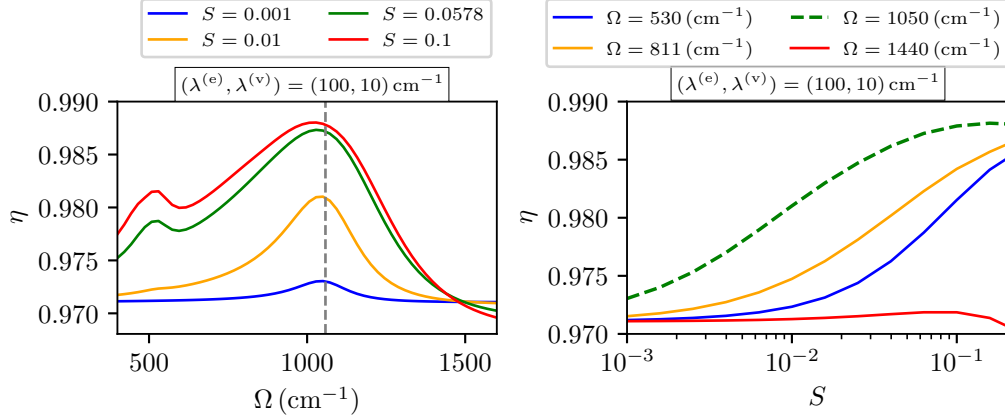 S = 0.001
S = 0.0578
S = 0.01
S = 0.1
(λ(e), λ(v)) = (100, 10) cm−1
0.990
0.985
0.980
0.975
0.970
η
500
1000
1500
Ω (cm−1)
Ω = 530 (cm−1)
Ω = 1050 (cm−1)
Ω = 811 (cm−1)
Ω = 1440 (cm−1)
(λ(e), λ(v)) = (100, 10) cm−1
0.990
0.985
0.980
0.975
0.970
η
10−3
10−2
10−1
S